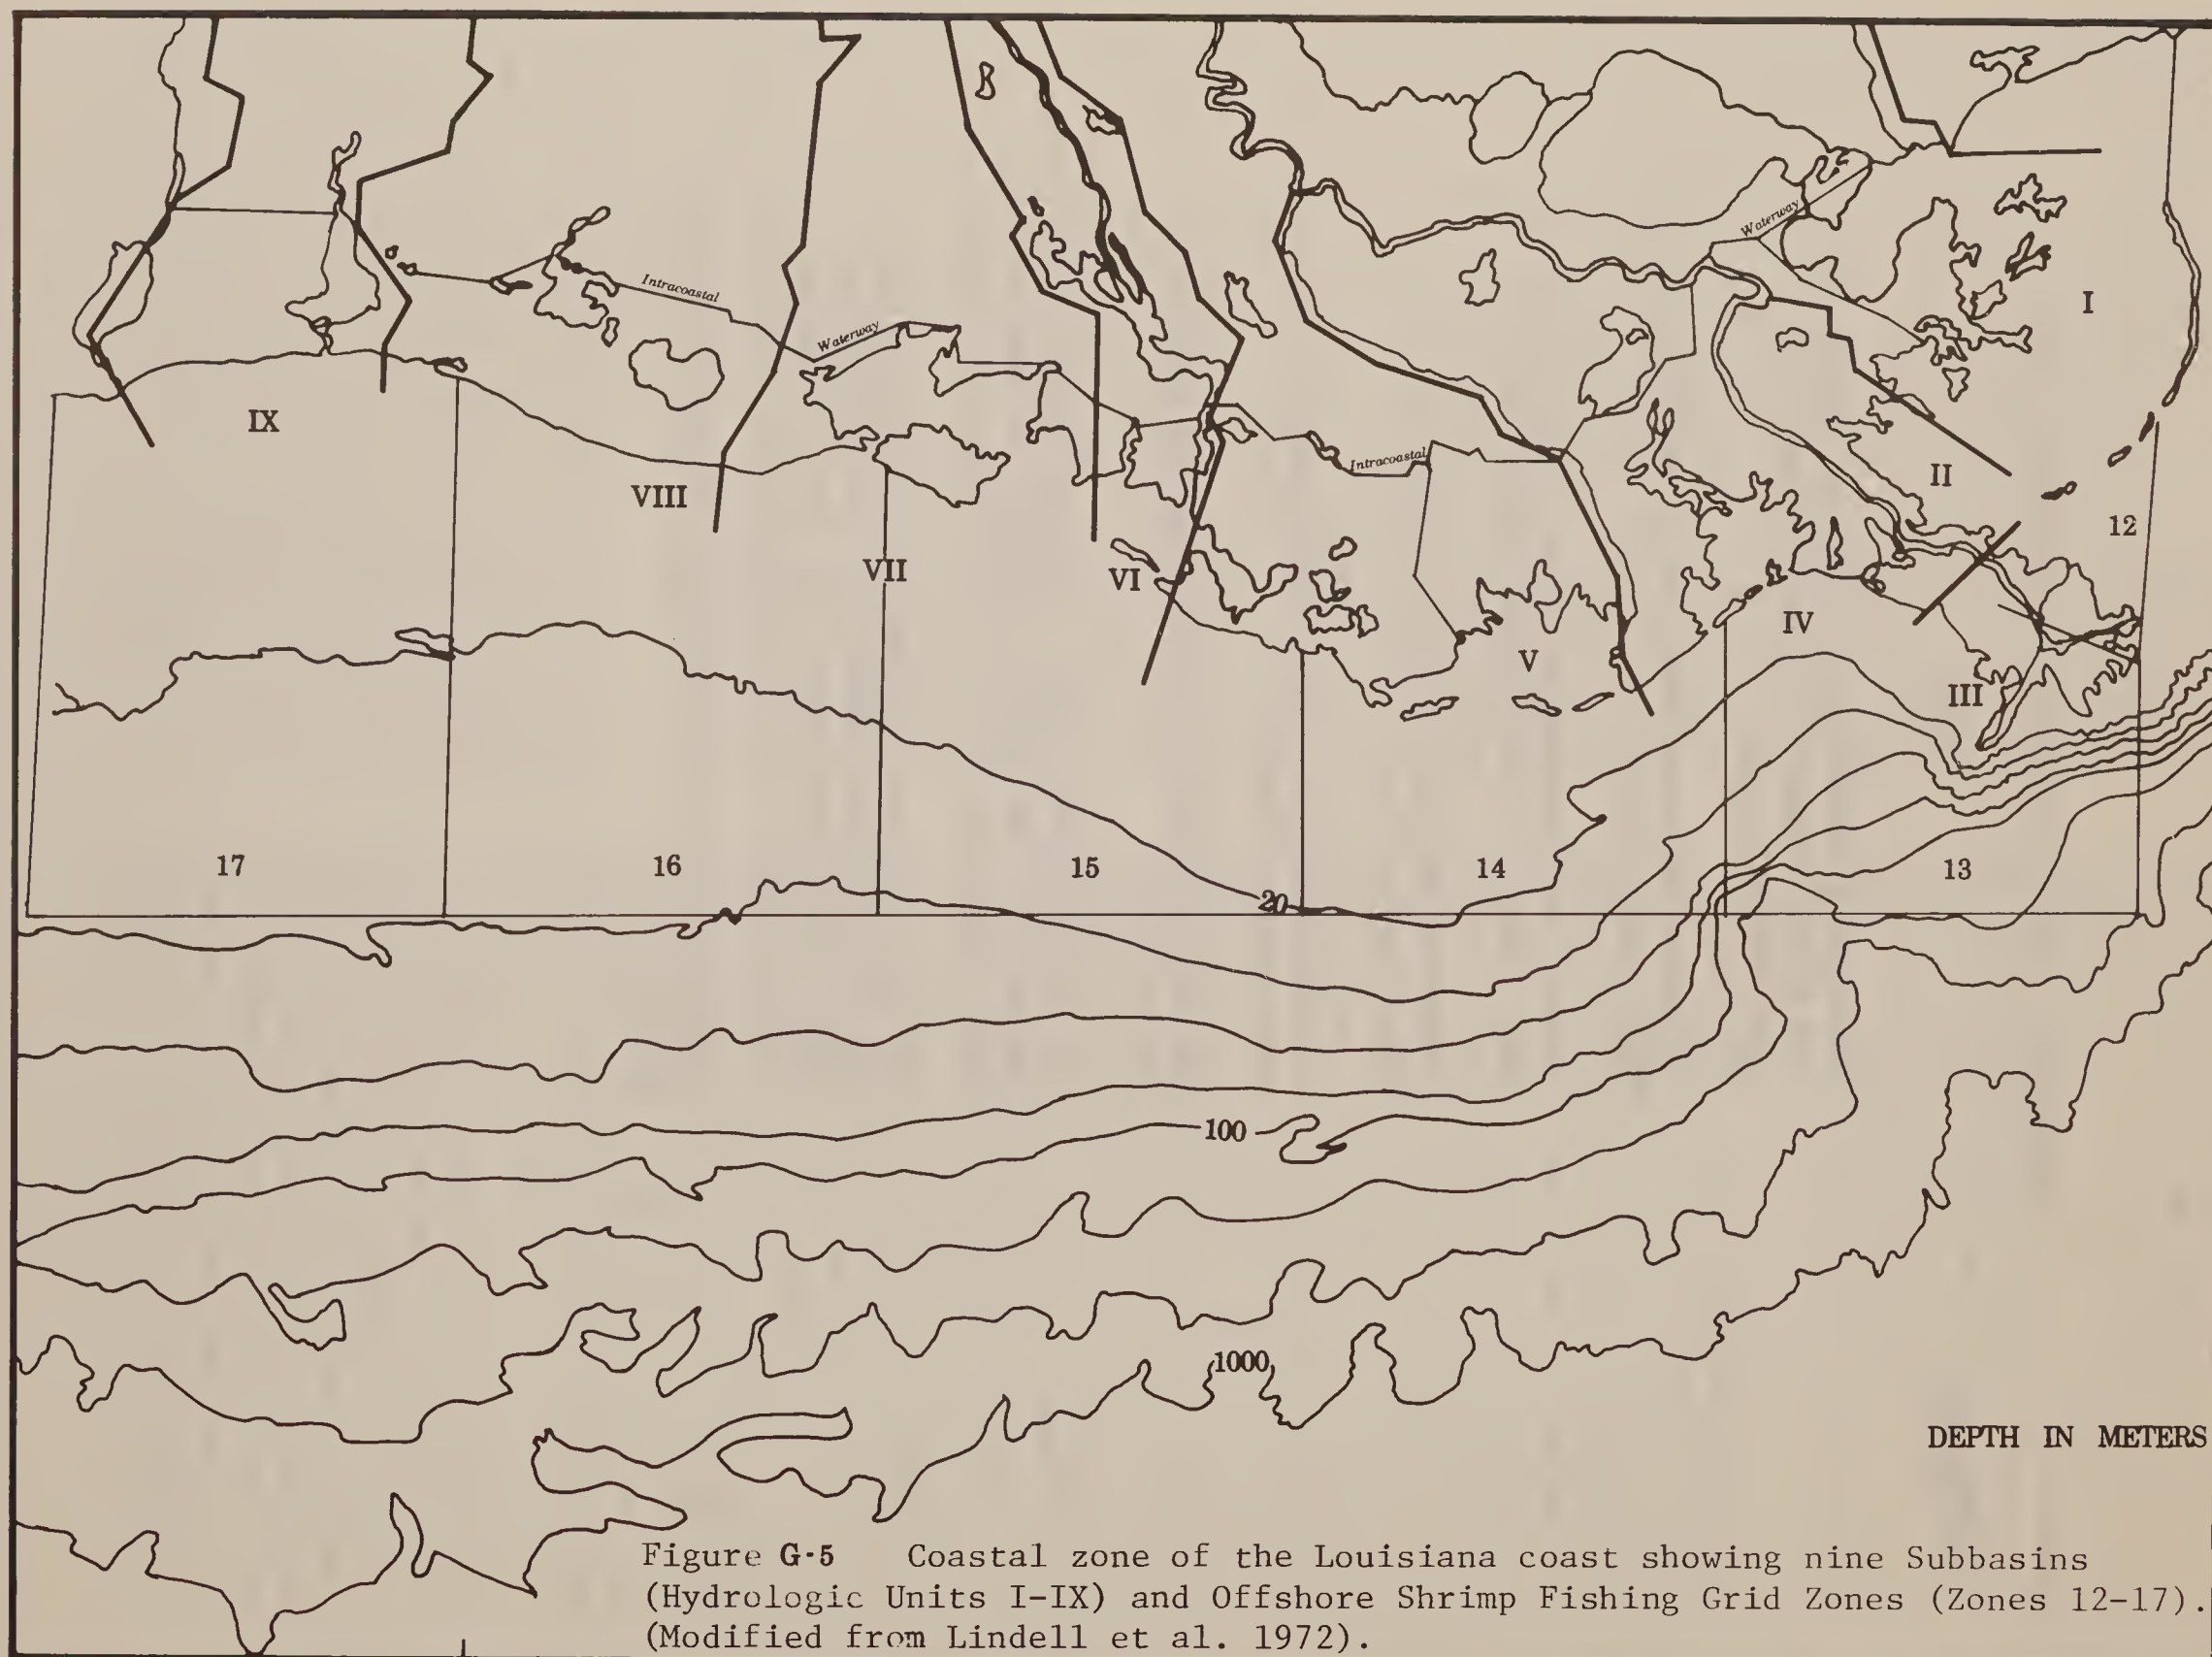 Waterway
Intracoastal
I
Waterway
IX
Intracoastal
II
VIII
12
VII
VI
IV
V
III
17
16
15
14
13
20
100
1000
DEPTH IN METERS
Figure G-5 Coastal zone of the Louisiana coast showing nine Subbasins
(Hydrologic Units I-IX) and Offshore Shrimp Fishing Grid Zones (Zones 12-17).
(Modified from Lindell et al. 1972).